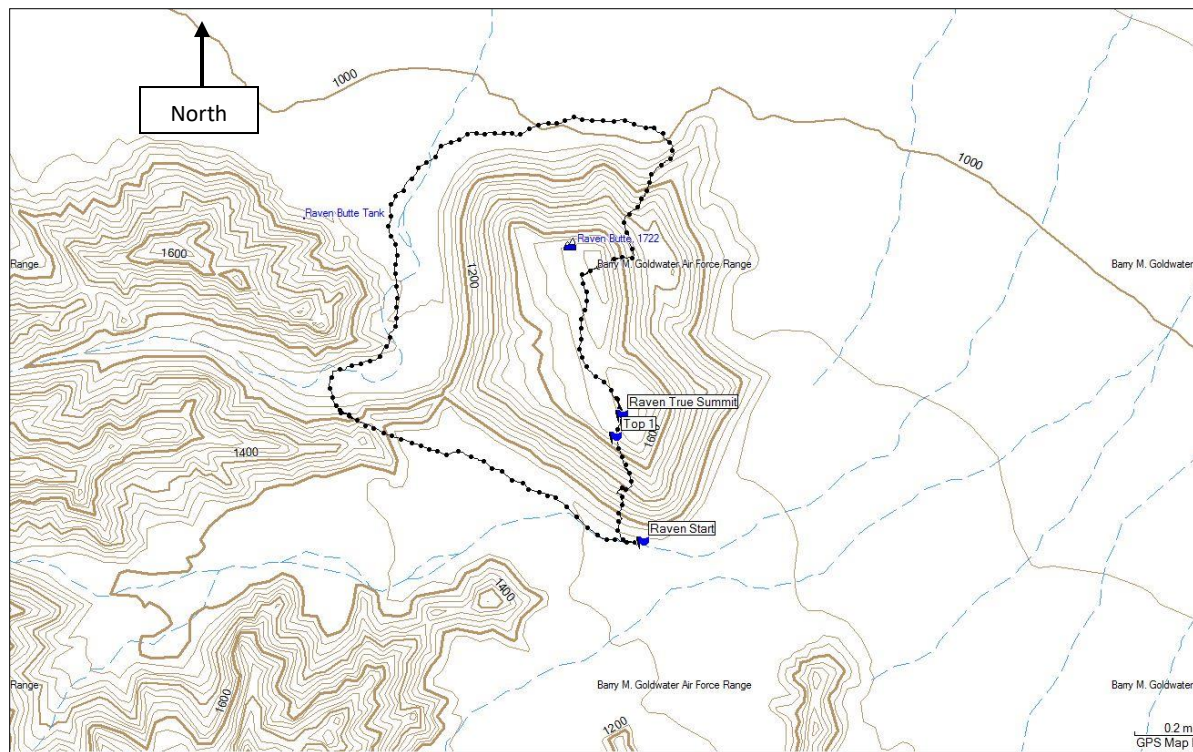 North
1000
1000
Raven Butte Tank
Raven Butte, 1722
1600
Range
1200
Barry M. Goldwater Air Force Range
Barry M. Goldwater
Raven True Summit
Top 1
1600
1400
Raven Start
1400
1600
Range
Barry M. Goldwater Air Force Range
Barry M. Goldwater
1200
0.2 m
GPS Map